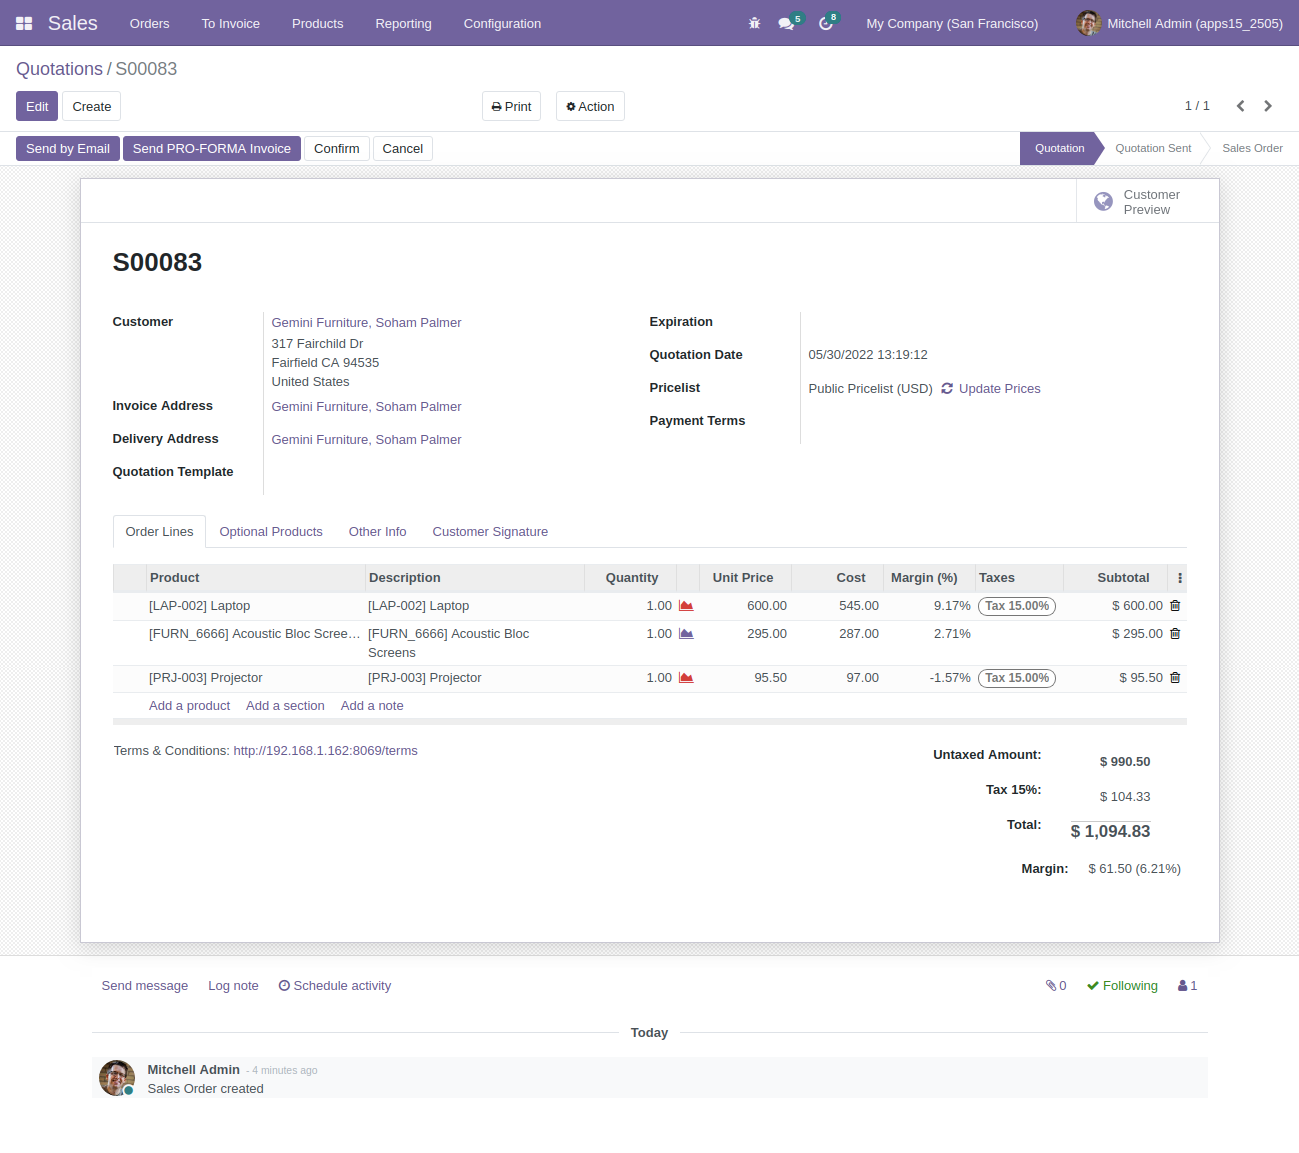 Sales Orders To Invoice Products Reporting Configuration 5 8 My Company (San Francisco) Mitchell Admin (apps15_2505)
Quotations / S00083
Edit Create Print Action 1 / 1
Send by Email Send PRO-FORMA Invoice Confirm Cancel Quotation Quotation Sent Sales Order
Customer
Preview
S00083
Customer Gemini Furniture, Soham Palmer
317 Fairchild Dr
Fairfield CA 94535
United States
Invoice Address Gemini Furniture, Soham Palmer
Delivery Address Gemini Furniture, Soham Palmer
Quotation Template
Expiration
Quotation Date 05/30/2022 13:19:12
Pricelist Public Pricelist (USD) Update Prices
Payment Terms
Order Lines Optional Products Other Info Customer Signature
Product Description Quantity Unit Price Cost Margin (%) Taxes Subtotal
[LAP-002] Laptop [LAP-002] Laptop 1.00 600.00 545.00 9.17% Tax 15.00% $ 600.00
[FURN_6666] Acoustic Bloc Scree... [FURN_6666] Acoustic Bloc 1.00 295.00 287.00 2.71% $ 295.00
Screens
[PRJ-003] Projector [PRJ-003] Projector 1.00 95.50 97.00 -1.57% Tax 15.00% $ 95.50
Add a product Add a section Add a note
Terms & Conditions: http://192.168.1.162:8069/terms
Untaxed Amount: $ 990.50
Tax 15%: $ 104.33
Total: $ 1,094.83
Margin: $ 61.50 (6.21%)
Send message Log note Schedule activity 0 Following 1
Today
Mitchell Admin - 4 minutes ago
Sales Order created